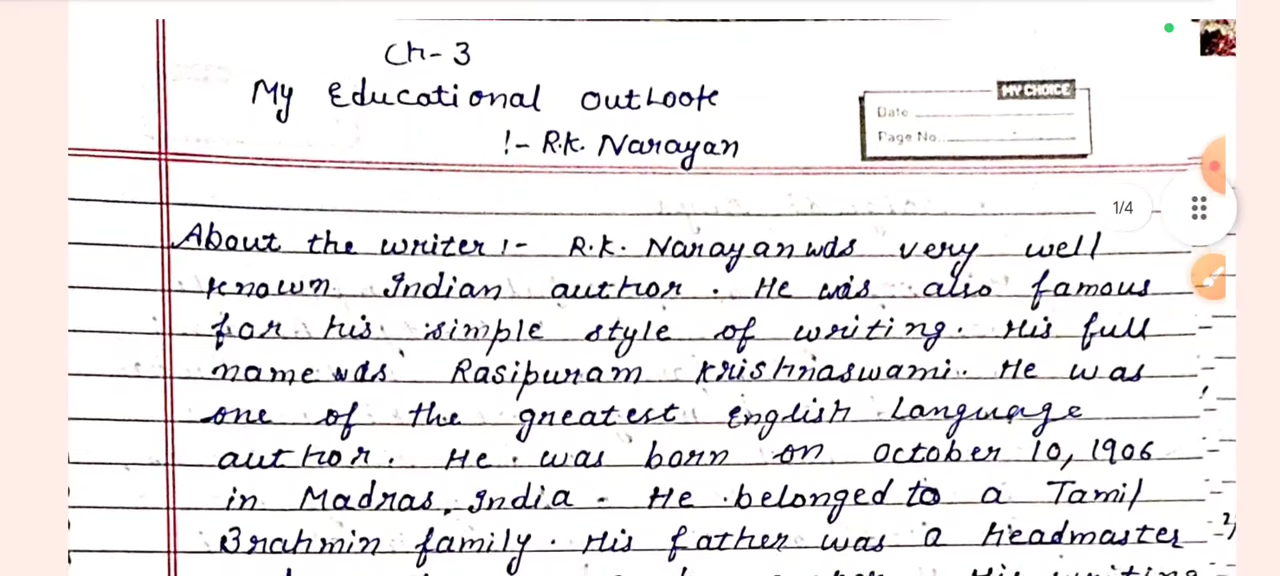 Ch-3
My Educational Outlook
:- R.K. Narayan
MY CHOICE
Date
Page No.
1/4
About the writer :- R.K. Narayan was very well
known Indian author. He was also famous
for his simple style of writing. His full
name was Rasipuram Krishnaswami. He was
one of the greatest English Language
author. He was born on October 10, 1906
in Madras, India. He belonged to a Tamil
Brahmin family. His father was a headmaster
His writing